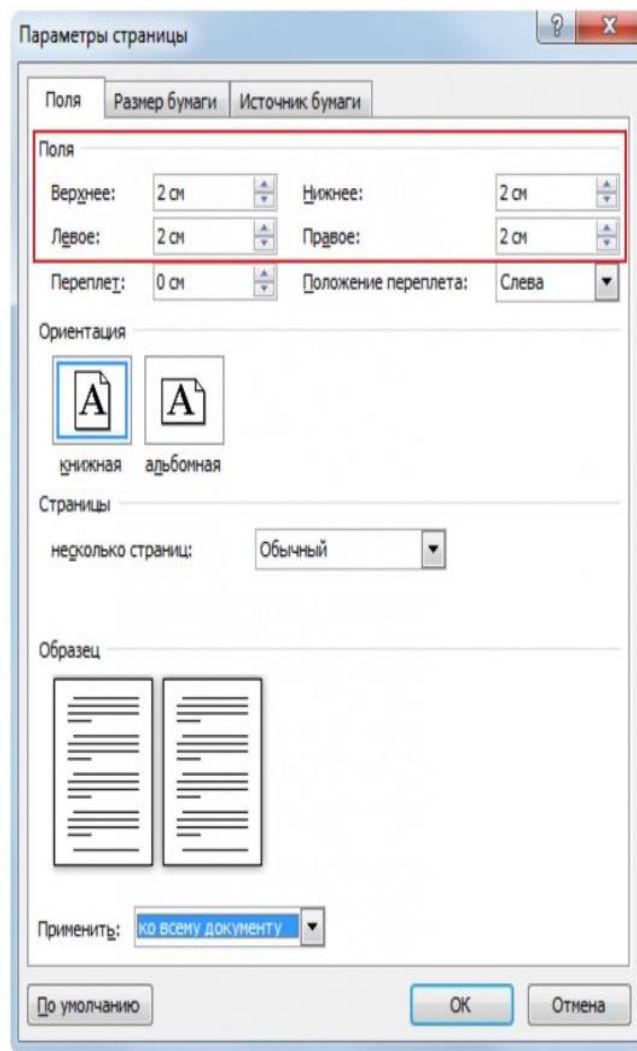 Параметры страницы
Поля Размер бумаги Источник бумаги
Поля
Верхнее: 2 см Нижнее: 2 см
Левое: 2 см Правое: 2 см
Переплет: 0 см Положение переплета: Слева
Ориентация
A A
книжная альбомная
Страницы
несколько страниц: Обычный
Образец
Применить: ко всему документу
По умолчанию ОК Отмена